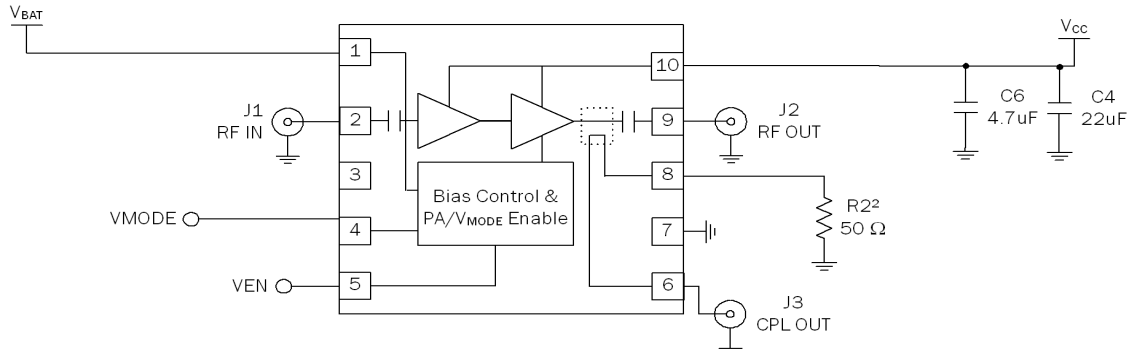 VBAT
VCC
1
10
J1
RF IN
2
9
J2
RF OUT
C6
4.7uF
C4
22uF
3
8
Bias Control &
PA/VMODE Enable
R2²
50 Ω
VMODE
4
7
VEN
5
6
J3
CPL OUT